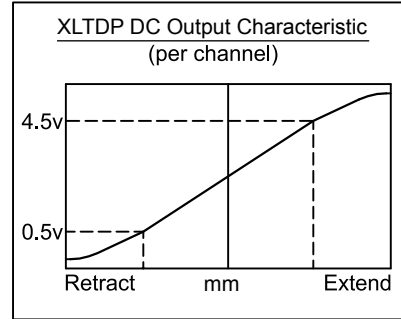 XLTDP DC Output Characteristic
(per channel)
4.5v
0.5v
Retract mm Extend